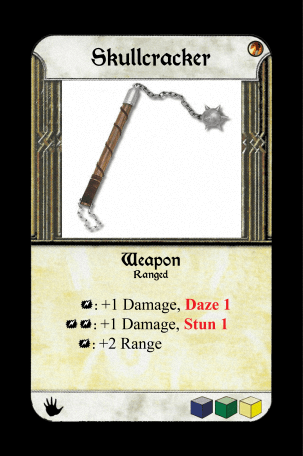 Skullcracker
Weapon
Ranged
: +1 Damage, Daze 1
: +1 Damage, Stun 1
: +2 Range